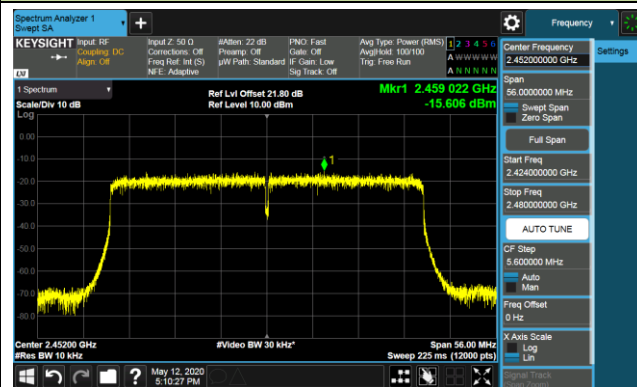 Spectrum Analyzer 1
Swept SA
Frequency
KEYSIGHT
Input: RF
Coupling: DC
Align: Off
Input Z: 50 Ω
Corrections: Off
Freq Ref: Int (S)
NFE: Adaptive
#Atten: 22 dB
Preamp: Off
µW Path: Standard
PNO: Fast
Gate: Off
IF Gain: Low
Sig Track: Off
Avg Type: Power (RMS)
Avg|Hold: 100/100
Trig: Free Run
1 2 3 4 5 6
A W W W W W
A N N N N N
LXI
1 Spectrum
Scale/Div 10 dB
Log
Ref Lvl Offset 21.80 dB
Ref Level 10.00 dBm
Mkr1 2.459 022 GHz
-15.606 dBm
0.00
-10.0
-20.0
-30.0
-40.0
-50.0
-60.0
-70.0
-80.0
1
Center 2.45200 GHz
#Res BW 10 kHz
#Video BW 30 kHz*
Span 56.00 MHz
Sweep 225 ms (12000 pts)
May 12, 2020
5:10:27 PM
Center Frequency
2.452000000 GHz
Settings
Span
56.0000000 MHz
Swept Span
Zero Span
Full Span
Start Freq
2.424000000 GHz
Stop Freq
2.480000000 GHz
AUTO TUNE
CF Step
5.600000 MHz
Auto
Man
Freq Offset
0 Hz
X Axis Scale
Log
Lin
Signal Track
(Span Zoom)